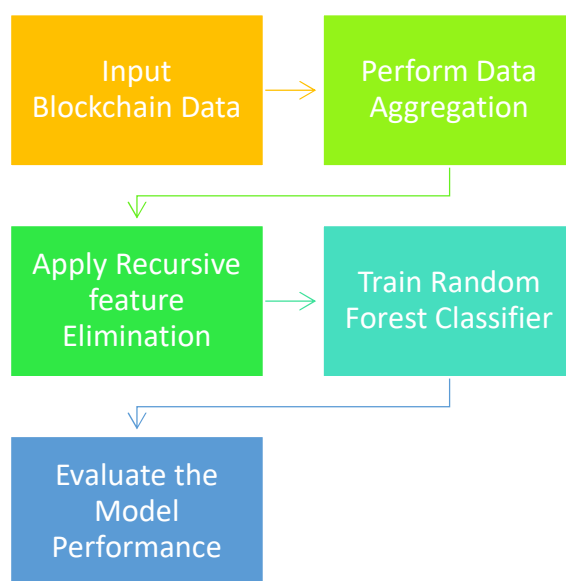 Input
Blockchain Data
Perform Data
Aggregation
Apply Recursive
feature
Elimination
Train Random
Forest Classifier
Evaluate the
Model
Performance